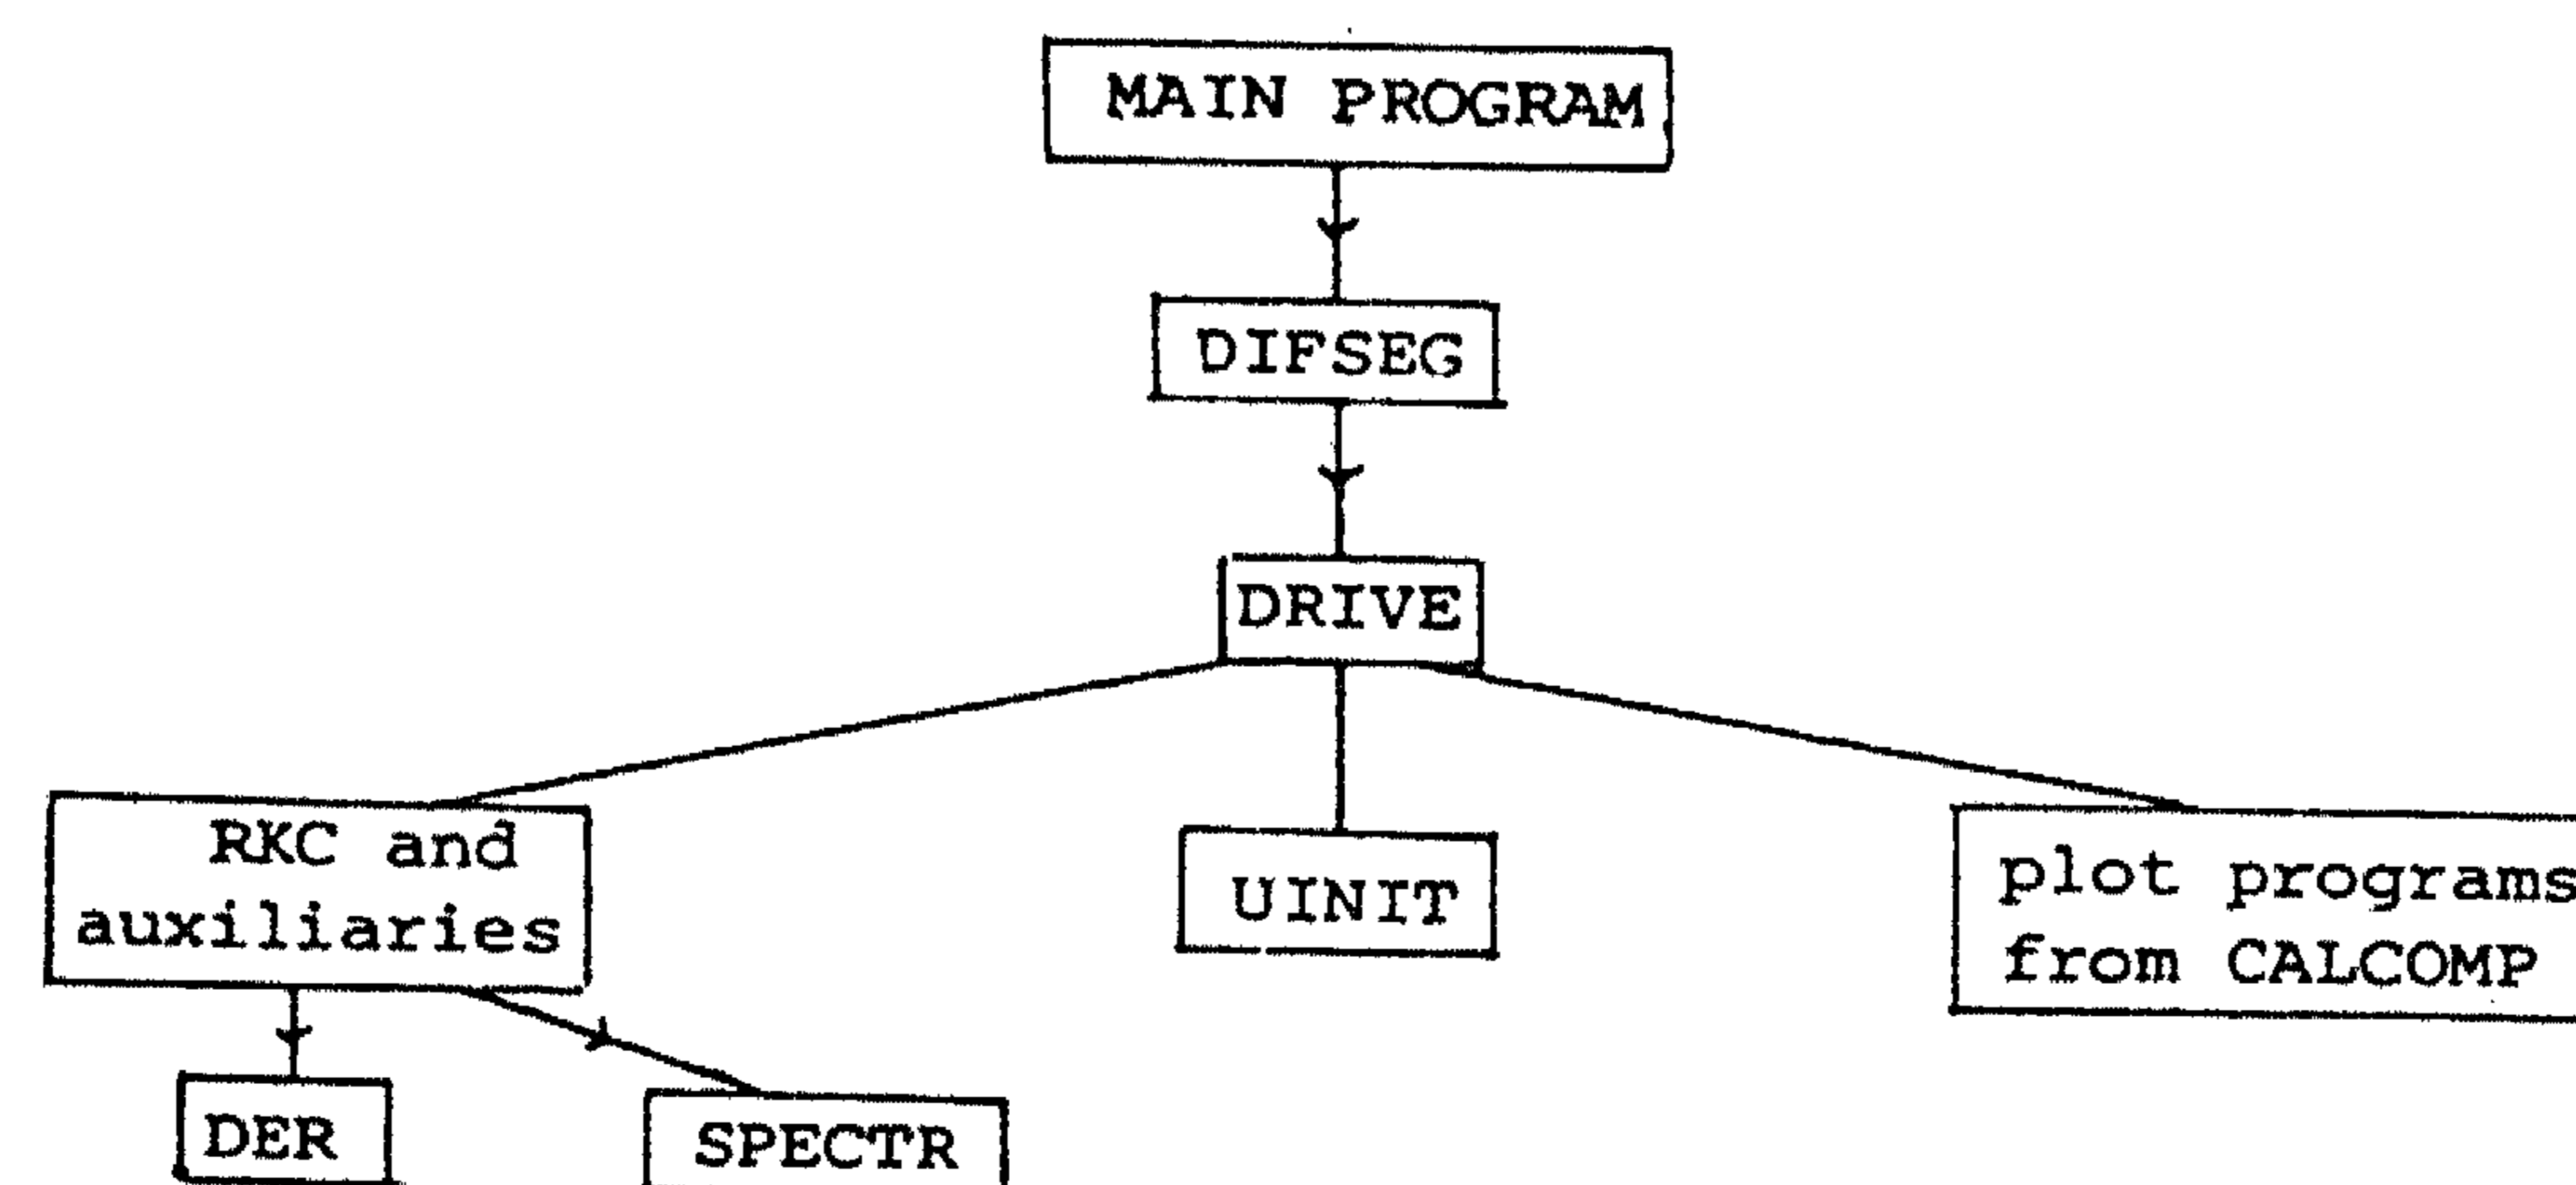 MAIN PROGRAM
DIFSEG
DRIVE
RKC and
auxiliaries
UINIT
plot programs
from CALCOMP
DER
SPECTR